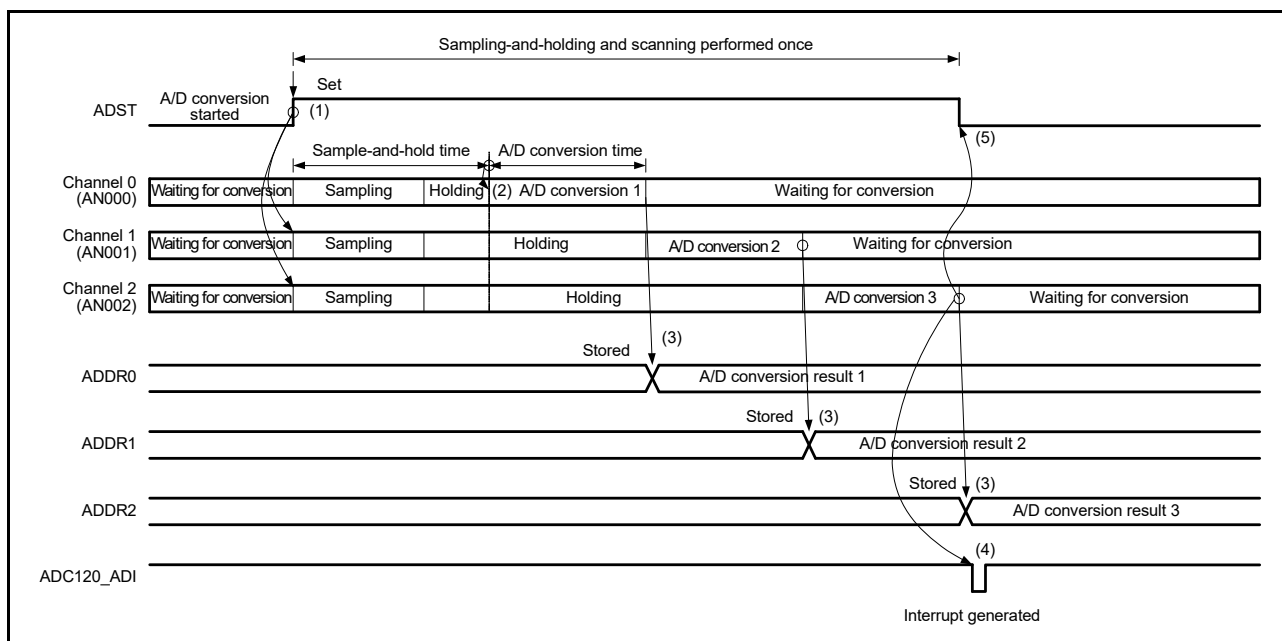 Sampling-and-holding and scanning performed once
ADST
A/D conversion
started
Set
(1)
(5)
Sample-and-hold time
A/D conversion time
Channel 0
(AN000)
Waiting for conversion
Sampling
Holding
(2)
A/D conversion 1
Waiting for conversion
Channel 1
(AN001)
Waiting for conversion
Sampling
Holding
A/D conversion 2
Waiting for conversion
Channel 2
(AN002)
Waiting for conversion
Sampling
Holding
A/D conversion 3
Waiting for conversion
Stored
(3)
ADDR0
A/D conversion result 1
Stored
(3)
ADDR1
A/D conversion result 2
Stored
(3)
ADDR2
A/D conversion result 3
(4)
ADC120_ADI
Interrupt generated